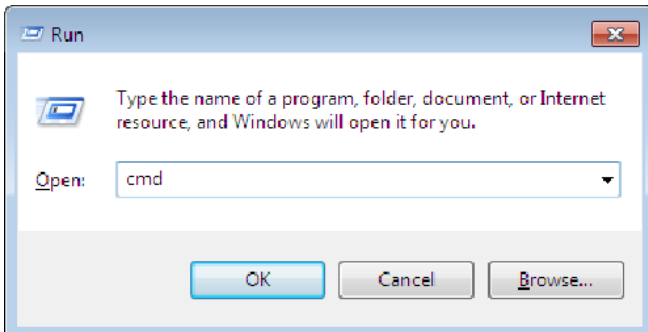 Run
Type the name of a program, folder, document, or Internet
resource, and Windows will open it for you.
Open:
cmd
OK
Cancel
Browse...